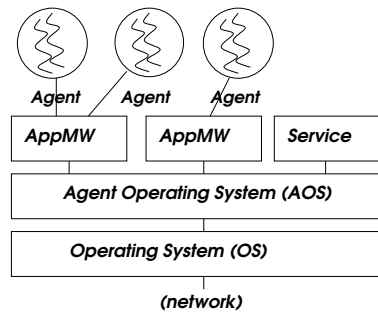 Agent Agent Agent
AppMW AppMW Service
Agent Operating System (AOS)
Operating System (OS)
(network)